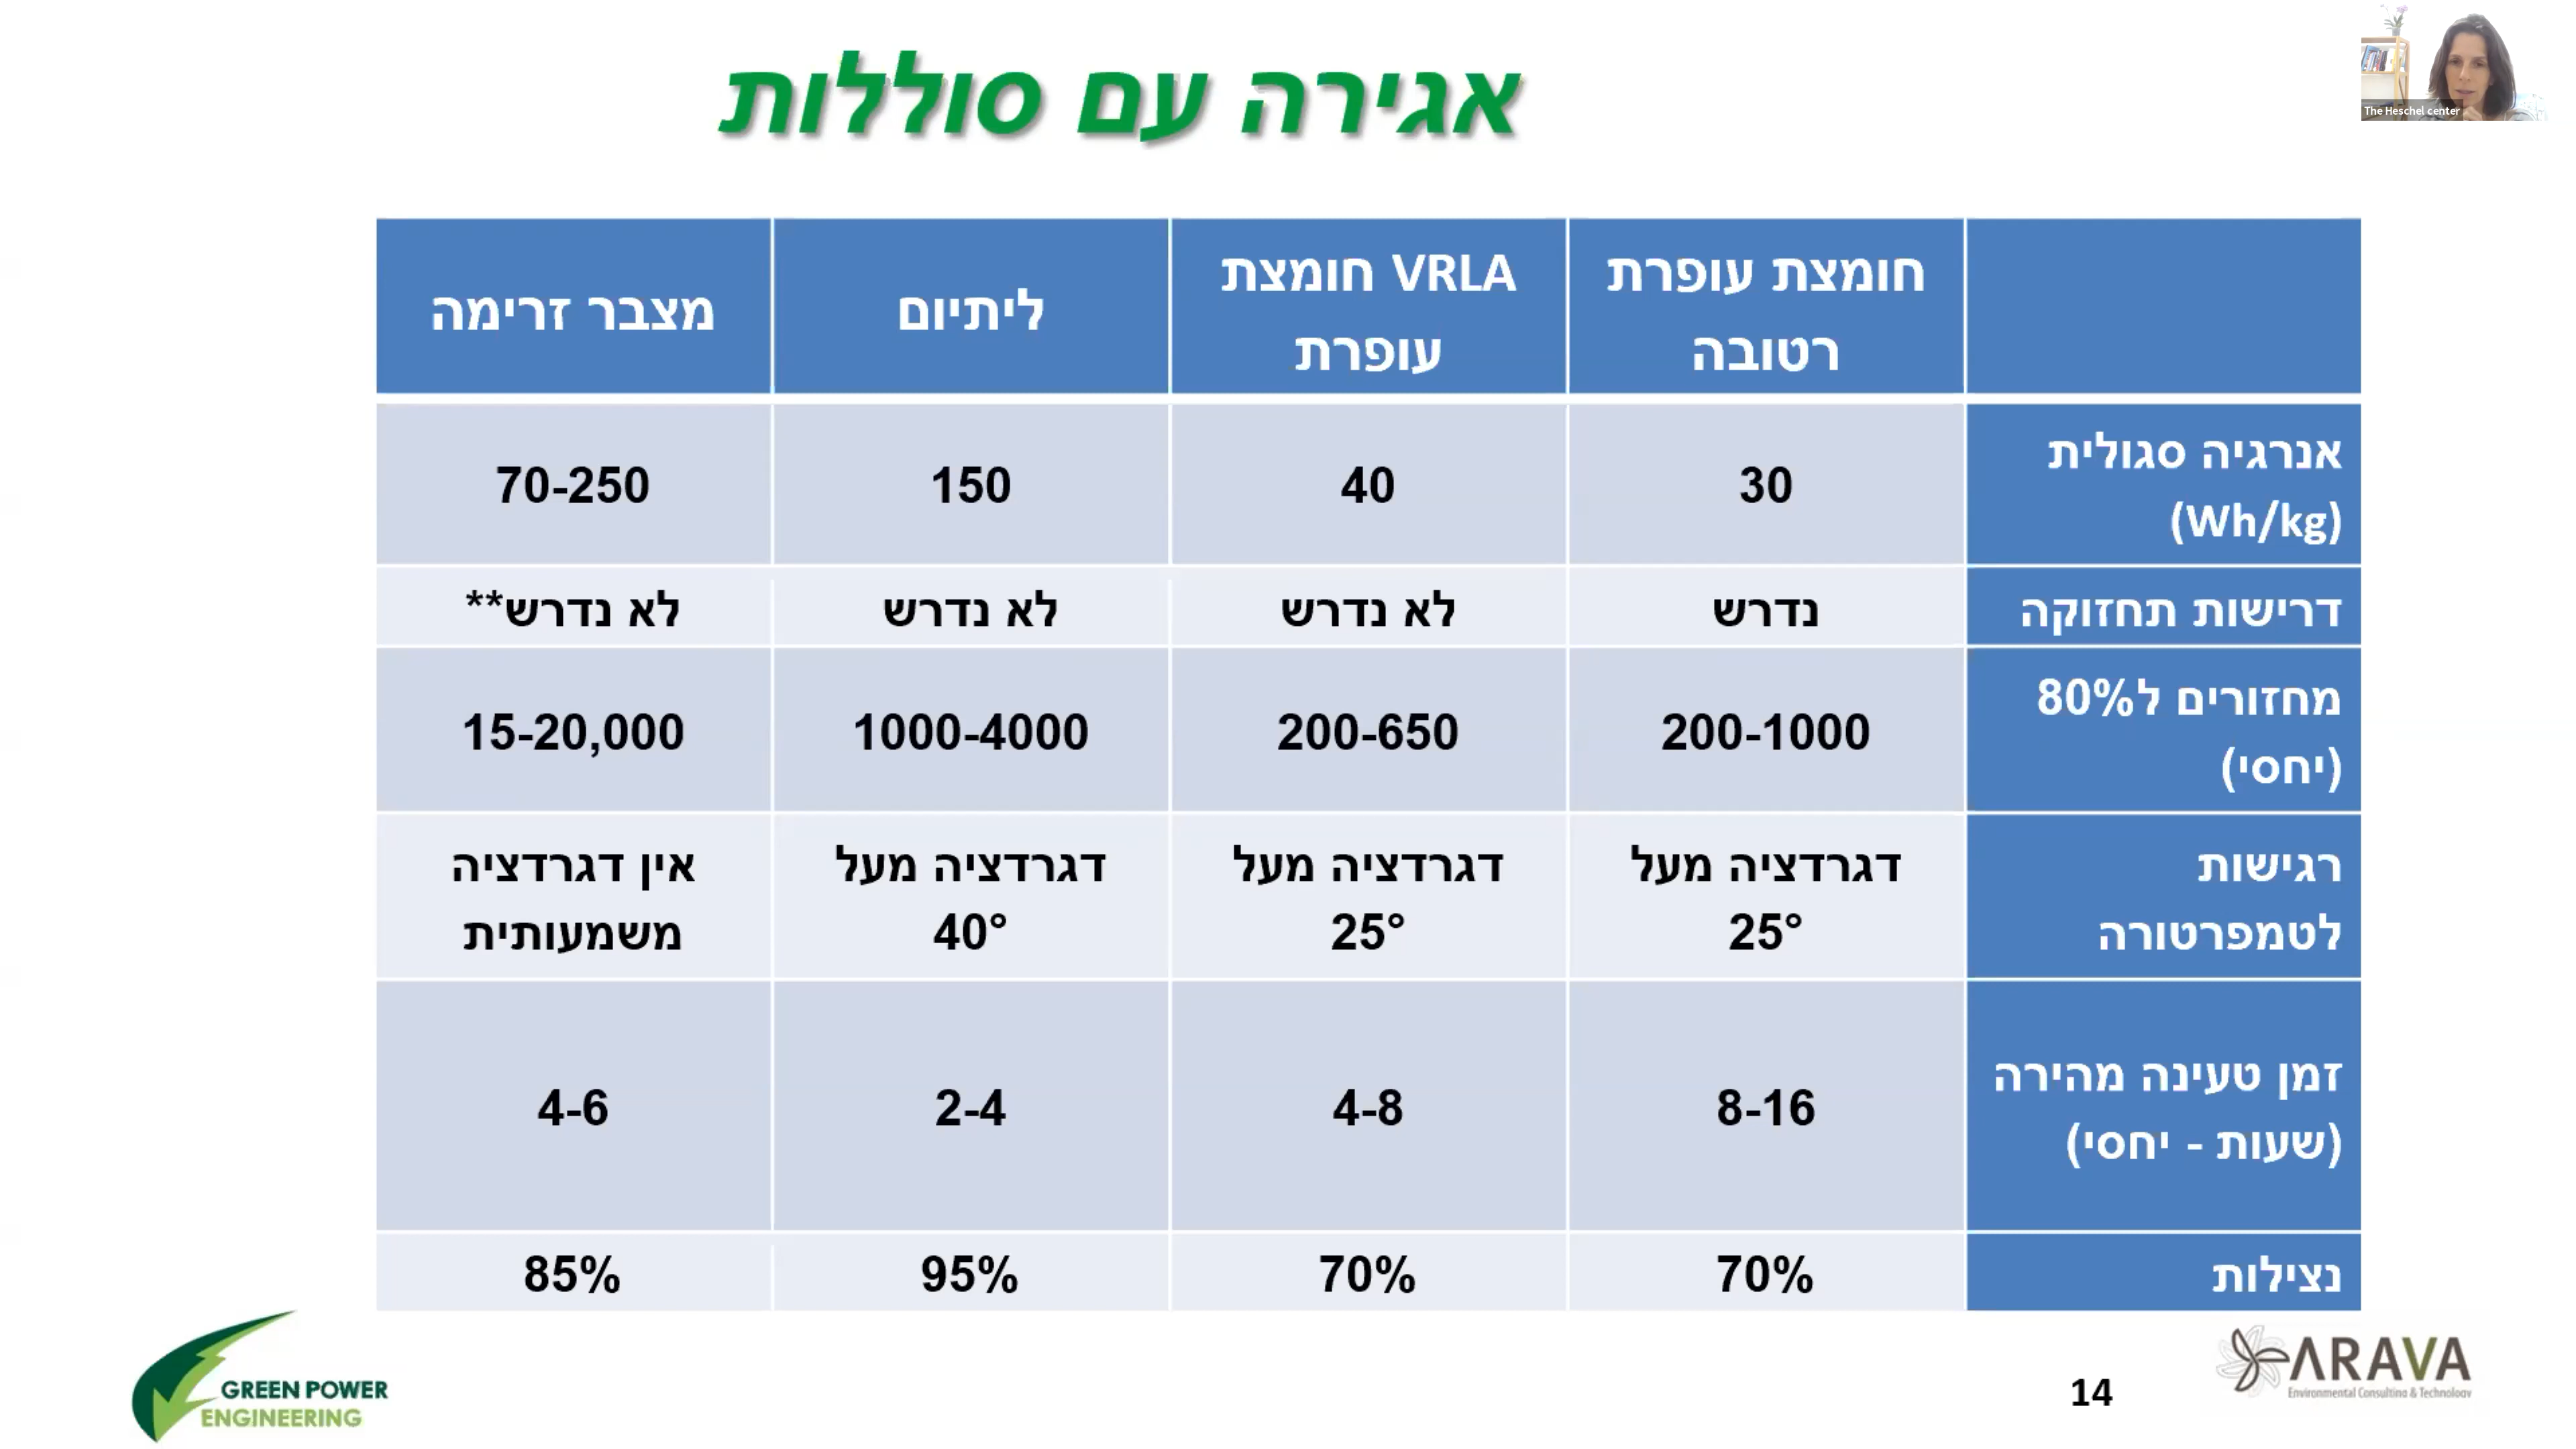 אגירה עם סוללות
The Heschel center
חומצת עופרת
רטובה
VRLA חומצת
עופרת
ליתיום
מצבר זרימה
אנרגיה סגולית
(Wh/kg)
30
40
150
70-250
דרישות תחזוקה
נדרש
לא נדרש
לא נדרש
לא נדרש**
מחזורים ל80%
(יחסי)
200-1000
200-650
1000-4000
15-20,000
רגישות
לטמפרטורה
דגרדציה מעל
25°
דגרדציה מעל
25°
דגרדציה מעל
40°
אין דגרדציה
משמעותית
זמן טעינה מהירה
(שעות - יחסי)
8-16
4-8
2-4
4-6
נצילות
70%
70%
95%
85%
ARAVA
Environmental Consulting & Technology
14
GREEN POWER
ENGINEERING